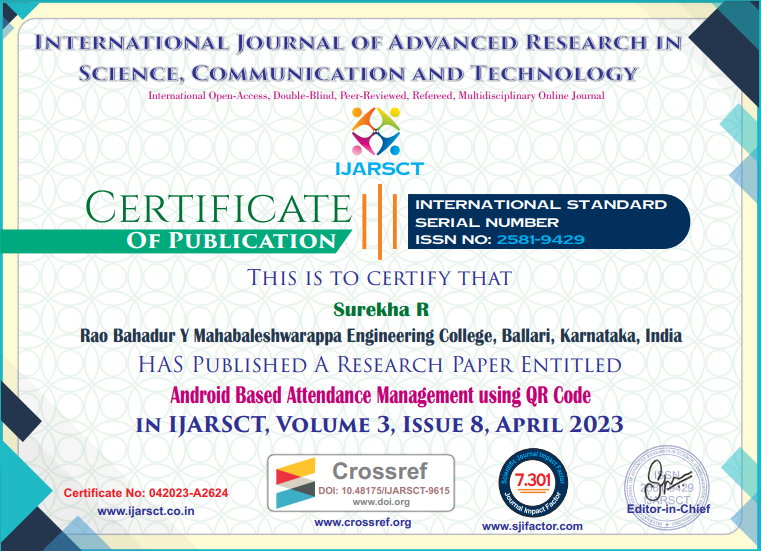 INTERNATIONAL JOURNAL OF ADVANCED RESEARCH IN
SCIENCE, COMMUNICATION AND TECHNOLOGY
International Open-Access, Double-Blind, Peer-Reviewed, Refereed, Multidisciplinary Online Journal
IJARSCT
CERTIFICATE
OF PUBLICATION
INTERNATIONAL STANDARD
SERIAL NUMBER
ISSN NO: 2581-9429
THIS IS TO CERTIFY THAT
Surekha R
Rao Bahadur Y Mahabaleshwarappa Engineering College, Ballari, Karnataka, India
HAS PUBLISHED A RESEARCH PAPER ENTITLED
Android Based Attendance Management using QR Code
IN IJARSCT, VOLUME 3, ISSUE 8, APRIL 2023
Certificate No: 042023-A2624
www.ijarsct.co.in
Crossref
DOI: 10.48175/IJARSCT-9615
www.doi.org
www.crossref.org
Scientific Journal Impact Factor
7.301
Journal Impact Factor
www.sjifactor.com
ISSN
IJARSCT
Editor-in-Chief